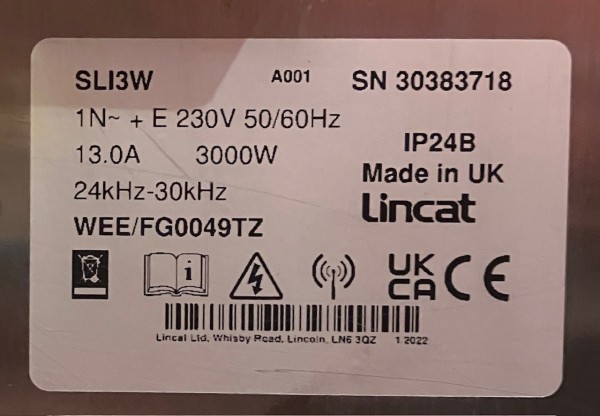 SLI3W A001 SN 30383718
1N~ + E 230V 50/60Hz
13.0A 3000W IP24B
24kHz-30kHz Made in UK
WEE/FG0049TZ Lincat
i UK CA CE
Lincat Ltd, Whisby Road, Lincoln, LN6 3QZ 1 2022